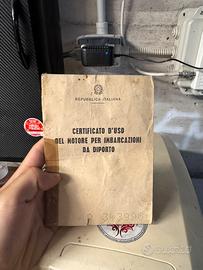 REPUBBLICA ITALIANA
CERTIFICATO D'USO
DEL MOTORE PER IMBARCAZIONI
DA DIPORTO